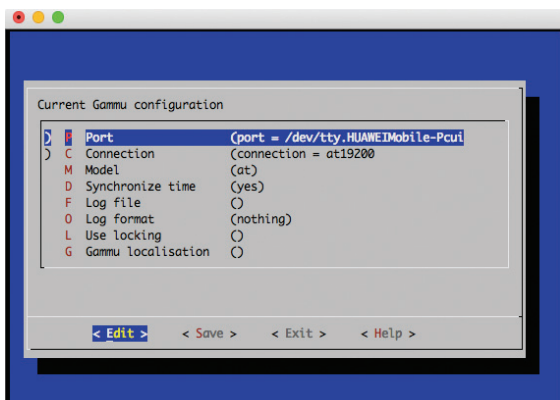 Current Gammu configuration
) P Port (port = /dev/tty.HUAWEIMobile-Pcui
) C Connection (connection = at19200
M Model (at)
D Synchronize time (yes)
F Log file ()
O Log format (nothing)
L Use locking ()
G Gammu localisation ()
< Edit > < Save > < Exit > < Help >